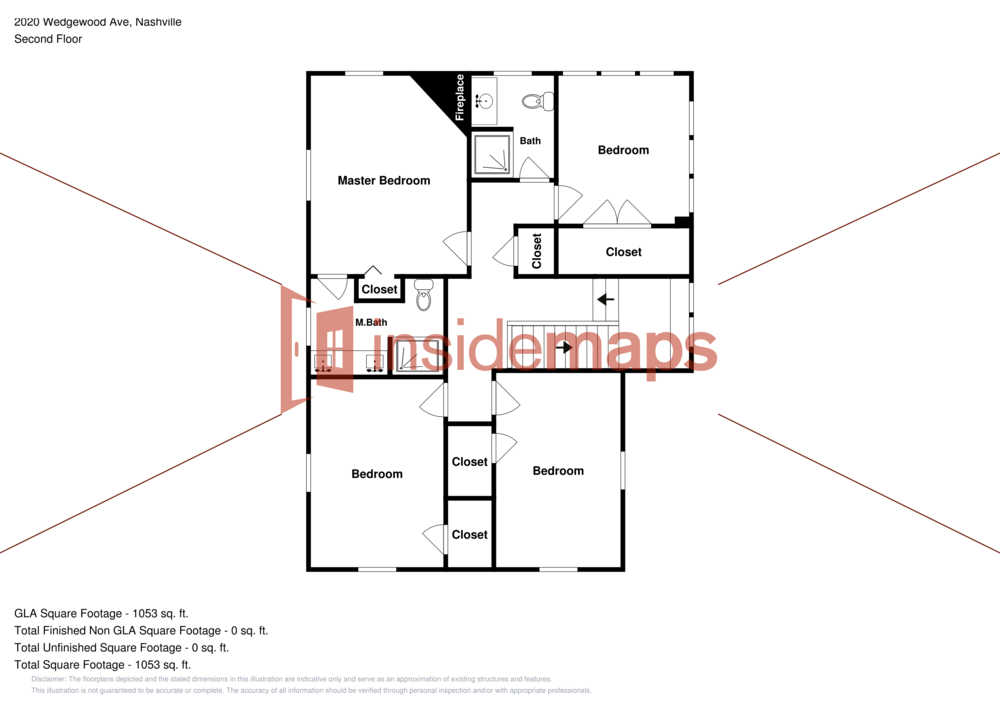 2020 Wedgewood Ave, Nashville
Second Floor
Fireplace
Bath
Bedroom
Master Bedroom
Closet
Closet
Closet
M.Bath
insidemaps
Closet
Bedroom
Bedroom
Closet
GLA Square Footage - 1053 sq. ft.
Total Finished Non GLA Square Footage - 0 sq. ft.
Total Unfinished Square Footage - 0 sq. ft.
Total Square Footage - 1053 sq. ft.
Disclaimer: The floorplans depicted and the stated dimensions in this illustration are indicative only and serve as an approximation of existing structures and features.
This illustration is not guaranteed to be accurate or complete. The accuracy of all information should be verified through personal inspection and/or with appropriate professionals.